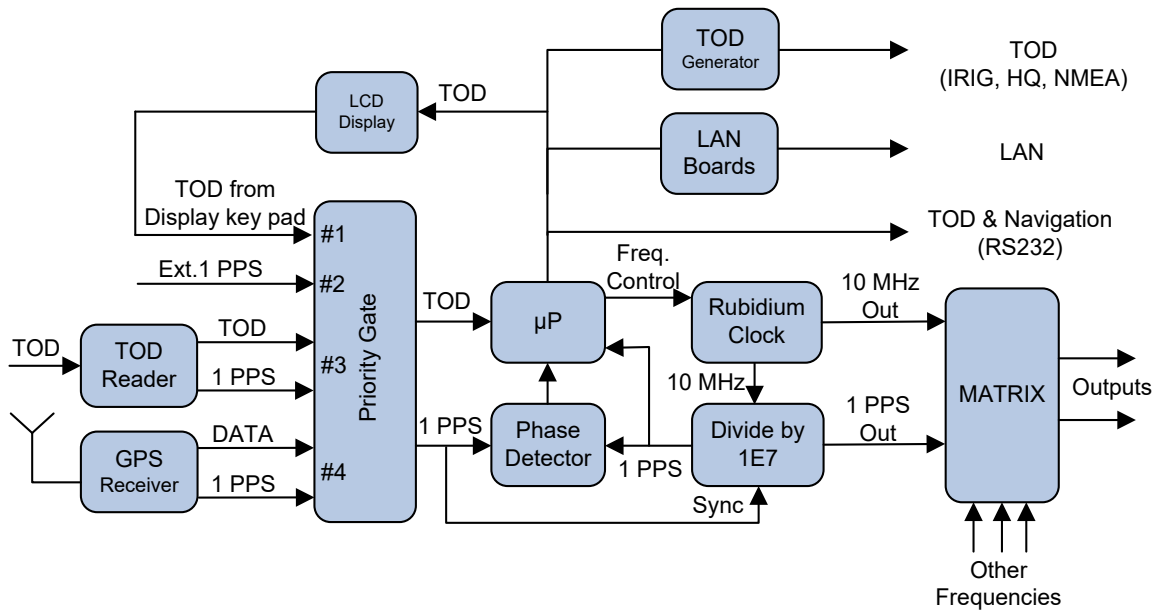 TOD
Generator
TOD
(IRIG, HQ, NMEA)
LCD
Display
TOD
LAN
Boards
LAN
TOD from
Display key pad
#1
TOD & Navigation
(RS232)
Ext.1 PPS
#2
Priority Gate
TOD
µP
Freq.
Control
Rubidium
Clock
10 MHz
Out
TOD
TOD
Reader
TOD
1 PPS
#3
10 MHz
MATRIX
Outputs
GPS
Receiver
DATA
1 PPS
#4
1 PPS
Phase
Detector
1 PPS
Divide by
1E7
1 PPS
Out
Sync
Other
Frequencies